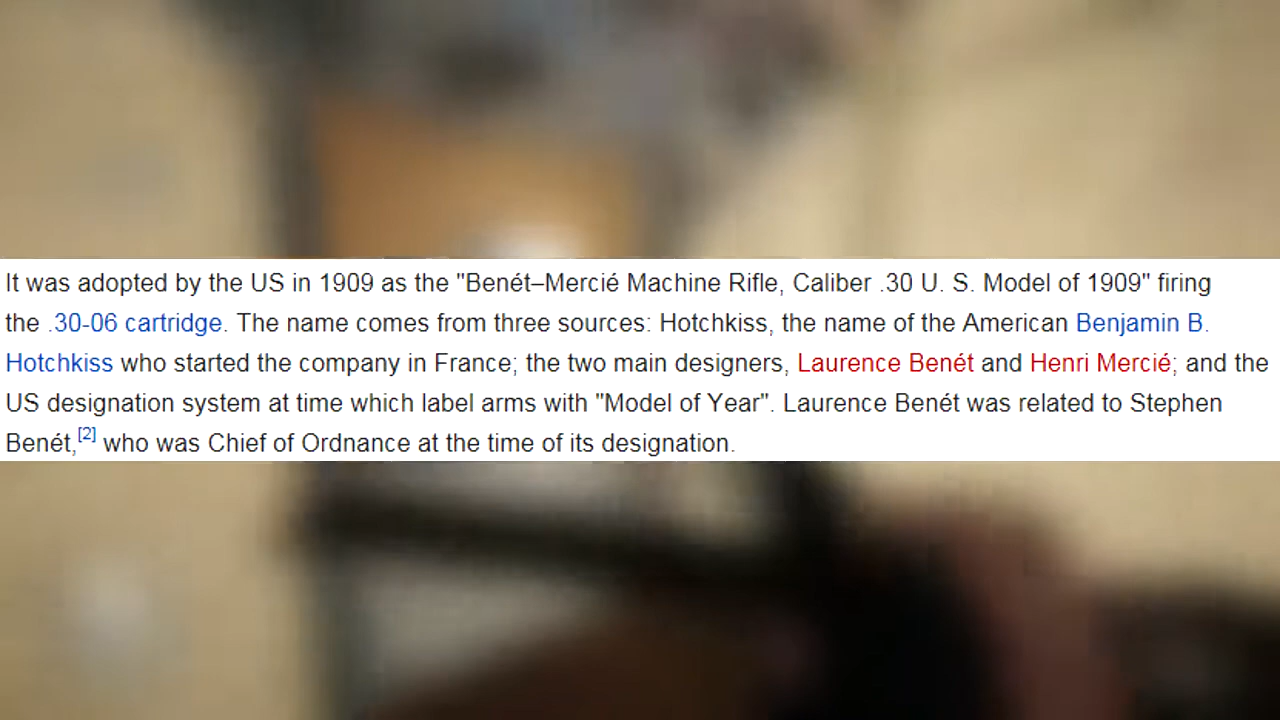 It was adopted by the US in 1909 as the "Benét–Mercié Machine Rifle, Caliber .30 U. S. Model of 1909" firing
the .30-06 cartridge. The name comes from three sources: Hotchkiss, the name of the American Benjamin B.
Hotchkiss who started the company in France; the two main designers, Laurence Benét and Henri Mercié; and the
US designation system at time which label arms with "Model of Year". Laurence Benét was related to Stephen
Benét,[2] who was Chief of Ordnance at the time of its designation.